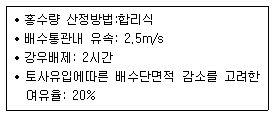 • 홍수량 산정방법:합리식
• 배수통관내 유속: 2.5m/s
• 강우배제: 2시간
• 토사유입에따른 배수단면적 감소를 고려한
여유율: 20%